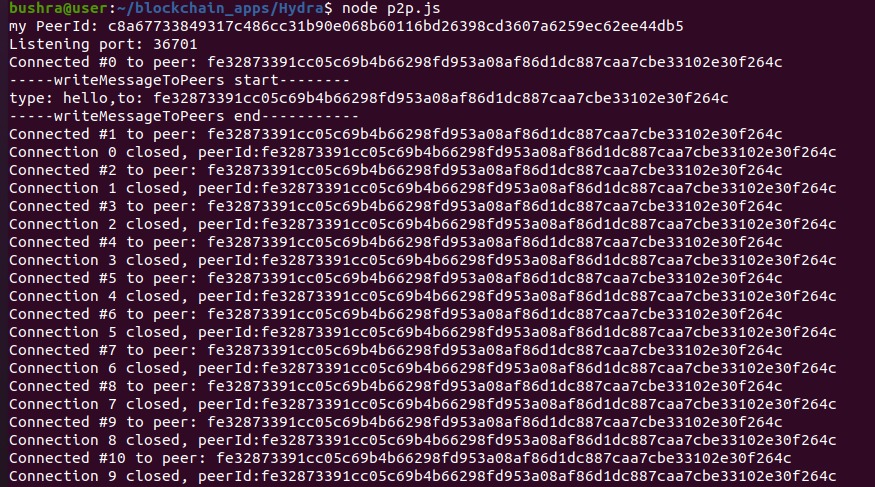 bushra@user:~/blockchain_apps/Hydra$ node p2p.js
my PeerId: c8a67733849317c486cc31b90e068b60116bd26398cd3607a6259ec62ee44db5
Listening port: 36701
Connected #0 to peer: fe32873391cc05c69b4b66298fd953a08af86d1dc887caa7cbe33102e30f264c
-----writeMessageToPeers start--------
type: hello,to: fe32873391cc05c69b4b66298fd953a08af86d1dc887caa7cbe33102e30f264c
-----writeMessageToPeers end-----------
Connected #1 to peer: fe32873391cc05c69b4b66298fd953a08af86d1dc887caa7cbe33102e30f264c
Connection 0 closed, peerId:fe32873391cc05c69b4b66298fd953a08af86d1dc887caa7cbe33102e30f264c
Connected #2 to peer: fe32873391cc05c69b4b66298fd953a08af86d1dc887caa7cbe33102e30f264c
Connection 1 closed, peerId:fe32873391cc05c69b4b66298fd953a08af86d1dc887caa7cbe33102e30f264c
Connected #3 to peer: fe32873391cc05c69b4b66298fd953a08af86d1dc887caa7cbe33102e30f264c
Connection 2 closed, peerId:fe32873391cc05c69b4b66298fd953a08af86d1dc887caa7cbe33102e30f264c
Connected #4 to peer: fe32873391cc05c69b4b66298fd953a08af86d1dc887caa7cbe33102e30f264c
Connection 3 closed, peerId:fe32873391cc05c69b4b66298fd953a08af86d1dc887caa7cbe33102e30f264c
Connected #5 to peer: fe32873391cc05c69b4b66298fd953a08af86d1dc887caa7cbe33102e30f264c
Connection 4 closed, peerId:fe32873391cc05c69b4b66298fd953a08af86d1dc887caa7cbe33102e30f264c
Connected #6 to peer: fe32873391cc05c69b4b66298fd953a08af86d1dc887caa7cbe33102e30f264c
Connection 5 closed, peerId:fe32873391cc05c69b4b66298fd953a08af86d1dc887caa7cbe33102e30f264c
Connected #7 to peer: fe32873391cc05c69b4b66298fd953a08af86d1dc887caa7cbe33102e30f264c
Connection 6 closed, peerId:fe32873391cc05c69b4b66298fd953a08af86d1dc887caa7cbe33102e30f264c
Connected #8 to peer: fe32873391cc05c69b4b66298fd953a08af86d1dc887caa7cbe33102e30f264c
Connection 7 closed, peerId:fe32873391cc05c69b4b66298fd953a08af86d1dc887caa7cbe33102e30f264c
Connected #9 to peer: fe32873391cc05c69b4b66298fd953a08af86d1dc887caa7cbe33102e30f264c
Connection 8 closed, peerId:fe32873391cc05c69b4b66298fd953a08af86d1dc887caa7cbe33102e30f264c
Connected #10 to peer: fe32873391cc05c69b4b66298fd953a08af86d1dc887caa7cbe33102e30f264c
Connection 9 closed, peerId:fe32873391cc05c69b4b66298fd953a08af86d1dc887caa7cbe33102e30f264c